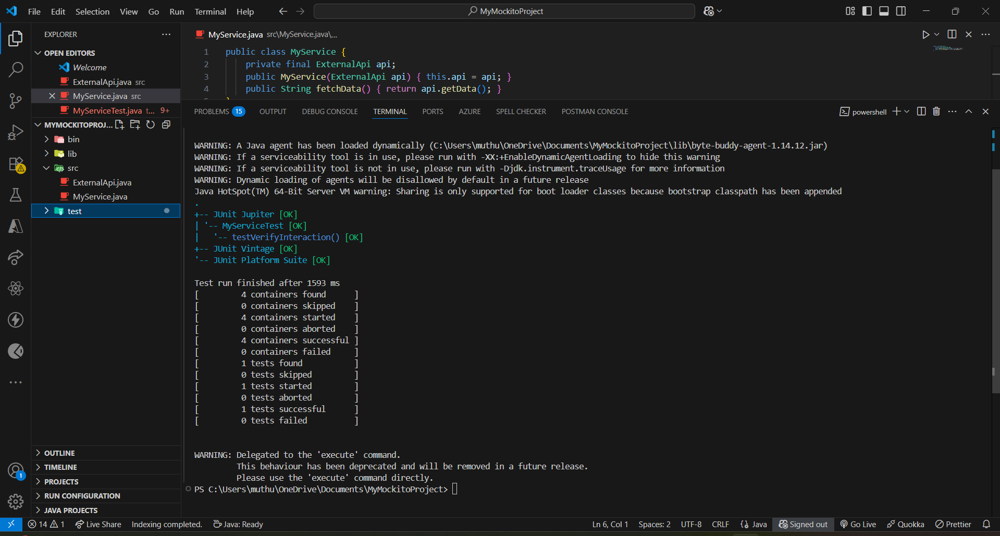 File Edit Selection View Go Run Terminal Help
MyMockitoProject
EXPLORER
OPEN EDITORS
Welcome
ExternalApi.java src
MyService.java src
MyServiceTest.java t... 9+
MYMOCKITOPROJ...
bin
lib
src
ExternalApi.java
MyService.java
test
OUTLINE
TIMELINE
PROJECTS
RUN CONFIGURATION
JAVA PROJECTS
1
MyService.java src\MyService.java\...
1 public class MyService {
2 private final ExternalApi api;
3 public MyService(ExternalApi api) { this.api = api; }
4 public String fetchData() { return api.getData(); }
PROBLEMS 15 OUTPUT DEBUG CONSOLE TERMINAL PORTS AZURE SPELL CHECKER POSTMAN CONSOLE
powershell
WARNING: A Java agent has been loaded dynamically (C:\Users\muthu\OneDrive\Documents\MyMockitoProject\lib\byte-buddy-agent-1.14.12.jar)
WARNING: If a serviceability tool is in use, please run with -XX:+EnableDynamicAgentLoading to hide this warning
WARNING: If a serviceability tool is not in use, please run with -Djdk.instrument.traceUsage for more information
WARNING: Dynamic loading of agents will be disallowed by default in a future release
Java HotSpot(TM) 64-Bit Server VM warning: Sharing is only supported for boot loader classes because bootstrap classpath has been appended
.
+-- JUnit Jupiter [OK]
| '-- MyServiceTest [OK]
|   '-- testVerifyInteraction() [OK]
+-- JUnit Vintage [OK]
'-- JUnit Platform Suite [OK]
Test run finished after 1593 ms
[         4 containers found      ]
[         0 containers skipped    ]
[         4 containers started    ]
[         0 containers aborted    ]
[         4 containers successful ]
[         0 containers failed     ]
[         1 tests found           ]
[         0 tests skipped         ]
[         1 tests started         ]
[         0 tests aborted         ]
[         1 tests successful      ]
[         0 tests failed          ]
WARNING: Delegated to the 'execute' command.
This behaviour has been deprecated and will be removed in a future release.
Please use the 'execute' command directly.
PS C:\Users\muthu\OneDrive\Documents\MyMockitoProject>
14 1 Live Share Indexing completed. Java: Ready Ln 6, Col 1 Spaces: 2 UTF-8 CRLF {} Java Signed out Go Live Quokka Prettier